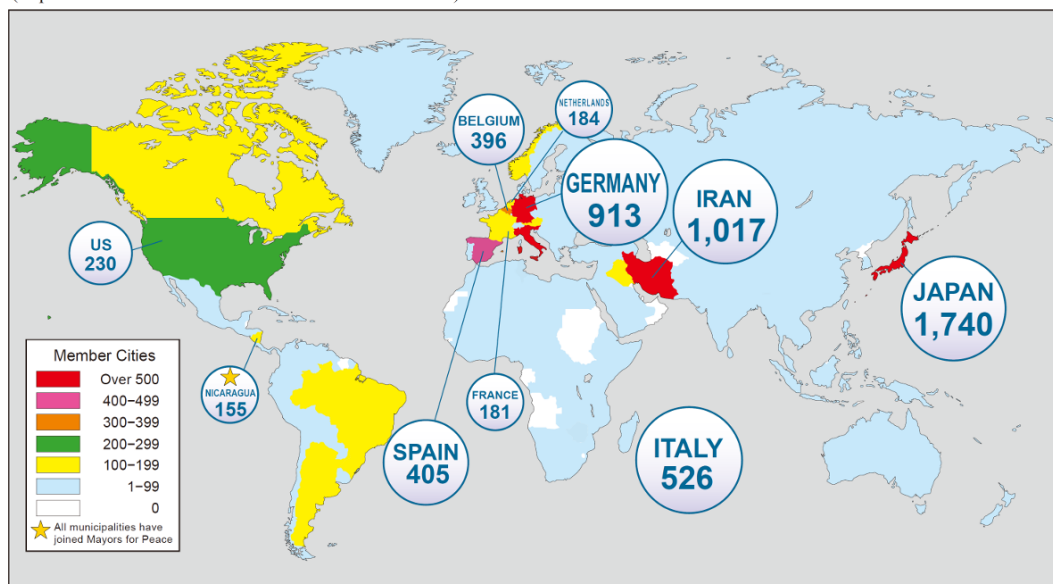 NETHERLANDS
184
BELGIUM
396
GERMANY
913
IRAN
1,017
US
230
JAPAN
1,740
NICARAGUA
155
FRANCE
181
SPAIN
405
ITALY
526
Member Cities
Over 500
400–499
300–399
200–299
100–199
1–99
0
All municipalities have
joined Mayors for Peace